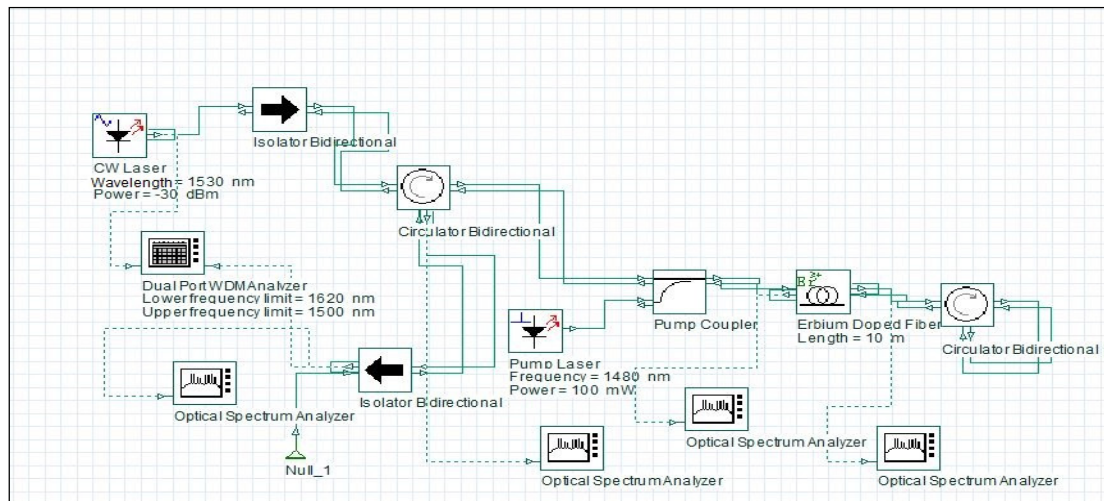 Isolator Bidirectional
CW Laser
Wavelength = 1530 nm
Power = -30 dBm
Circulator Bidirectional
Dual Port WDM Analyzer
Lower frequency limit = 1620 nm
Upper frequency limit = 1500 nm
Pump Coupler
Erbium Doped Fiber
Length = 10 m
Circulator Bidirectional
Pump Laser
Frequency = 1480 nm
Power = 100 mW
Isolator Bidirectional
Optical Spectrum Analyzer
Optical Spectrum Analyzer
Null_1
Optical Spectrum Analyzer
Optical Spectrum Analyzer